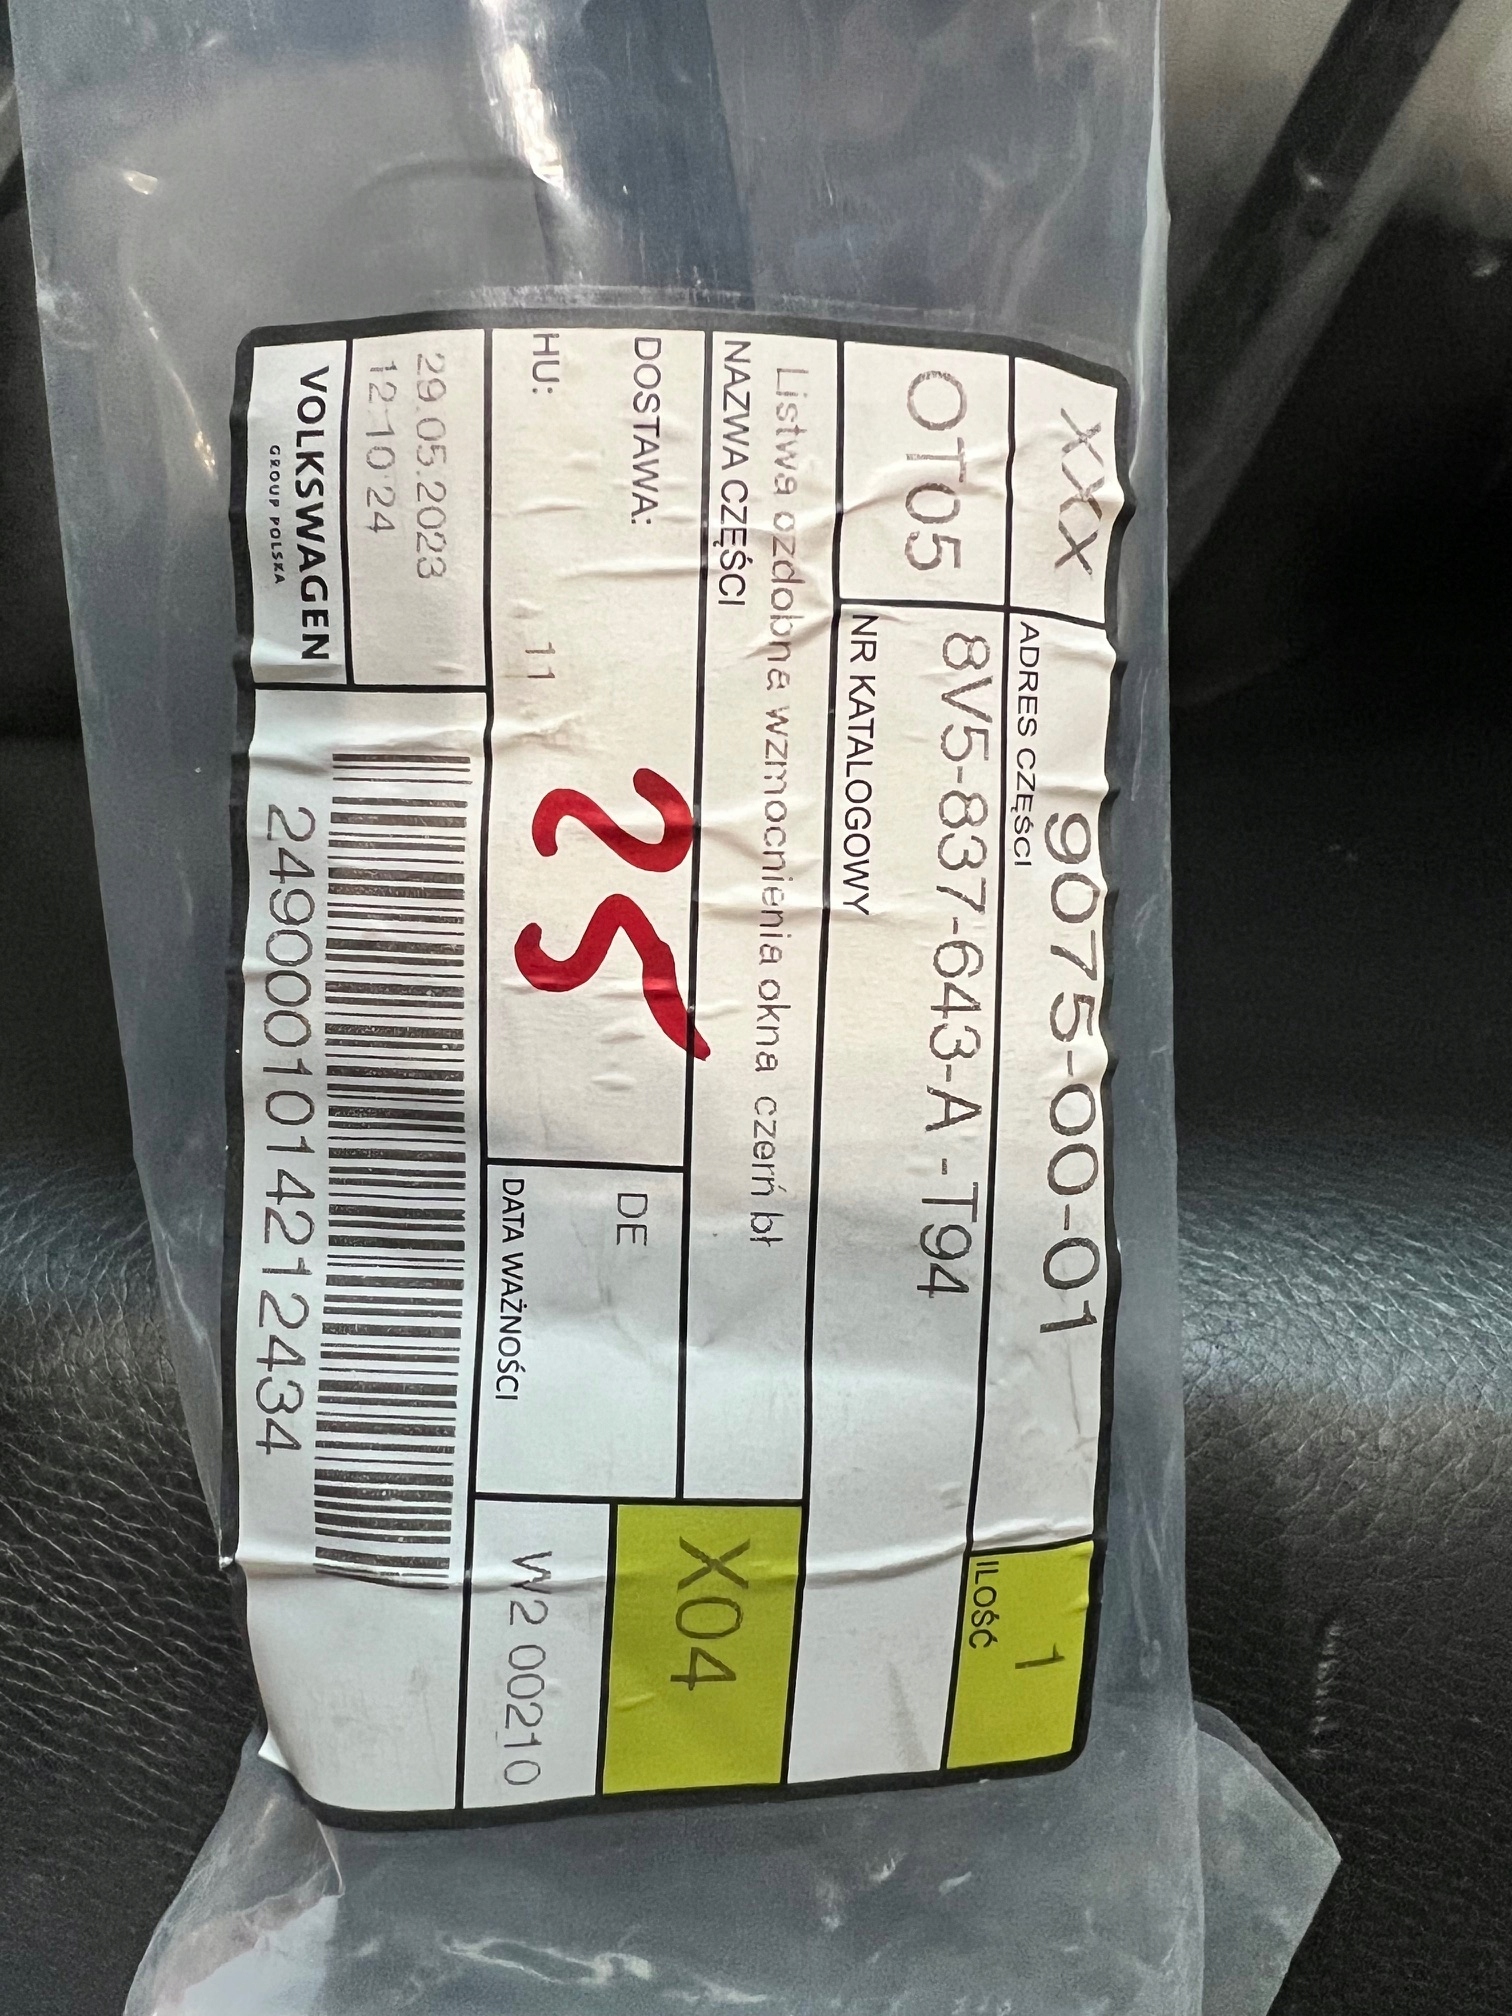 XXX
9075-00-01
1
ADRES CZĘŚCI
ILOŚĆ
OT05
8V5-837-643-A -T94
NR KATALOGOWY
Listwa ozdobna wzmocnienia okna czerń bł
NAZWA CZĘŚCI
X04
DOSTAWA:
DE
25
HU:
11
DATA WAŻNOŚCI
W2 00210
29.05.2023
12:10:24
VOLKSWAGEN
GROUP POLSKA
2490001014212434